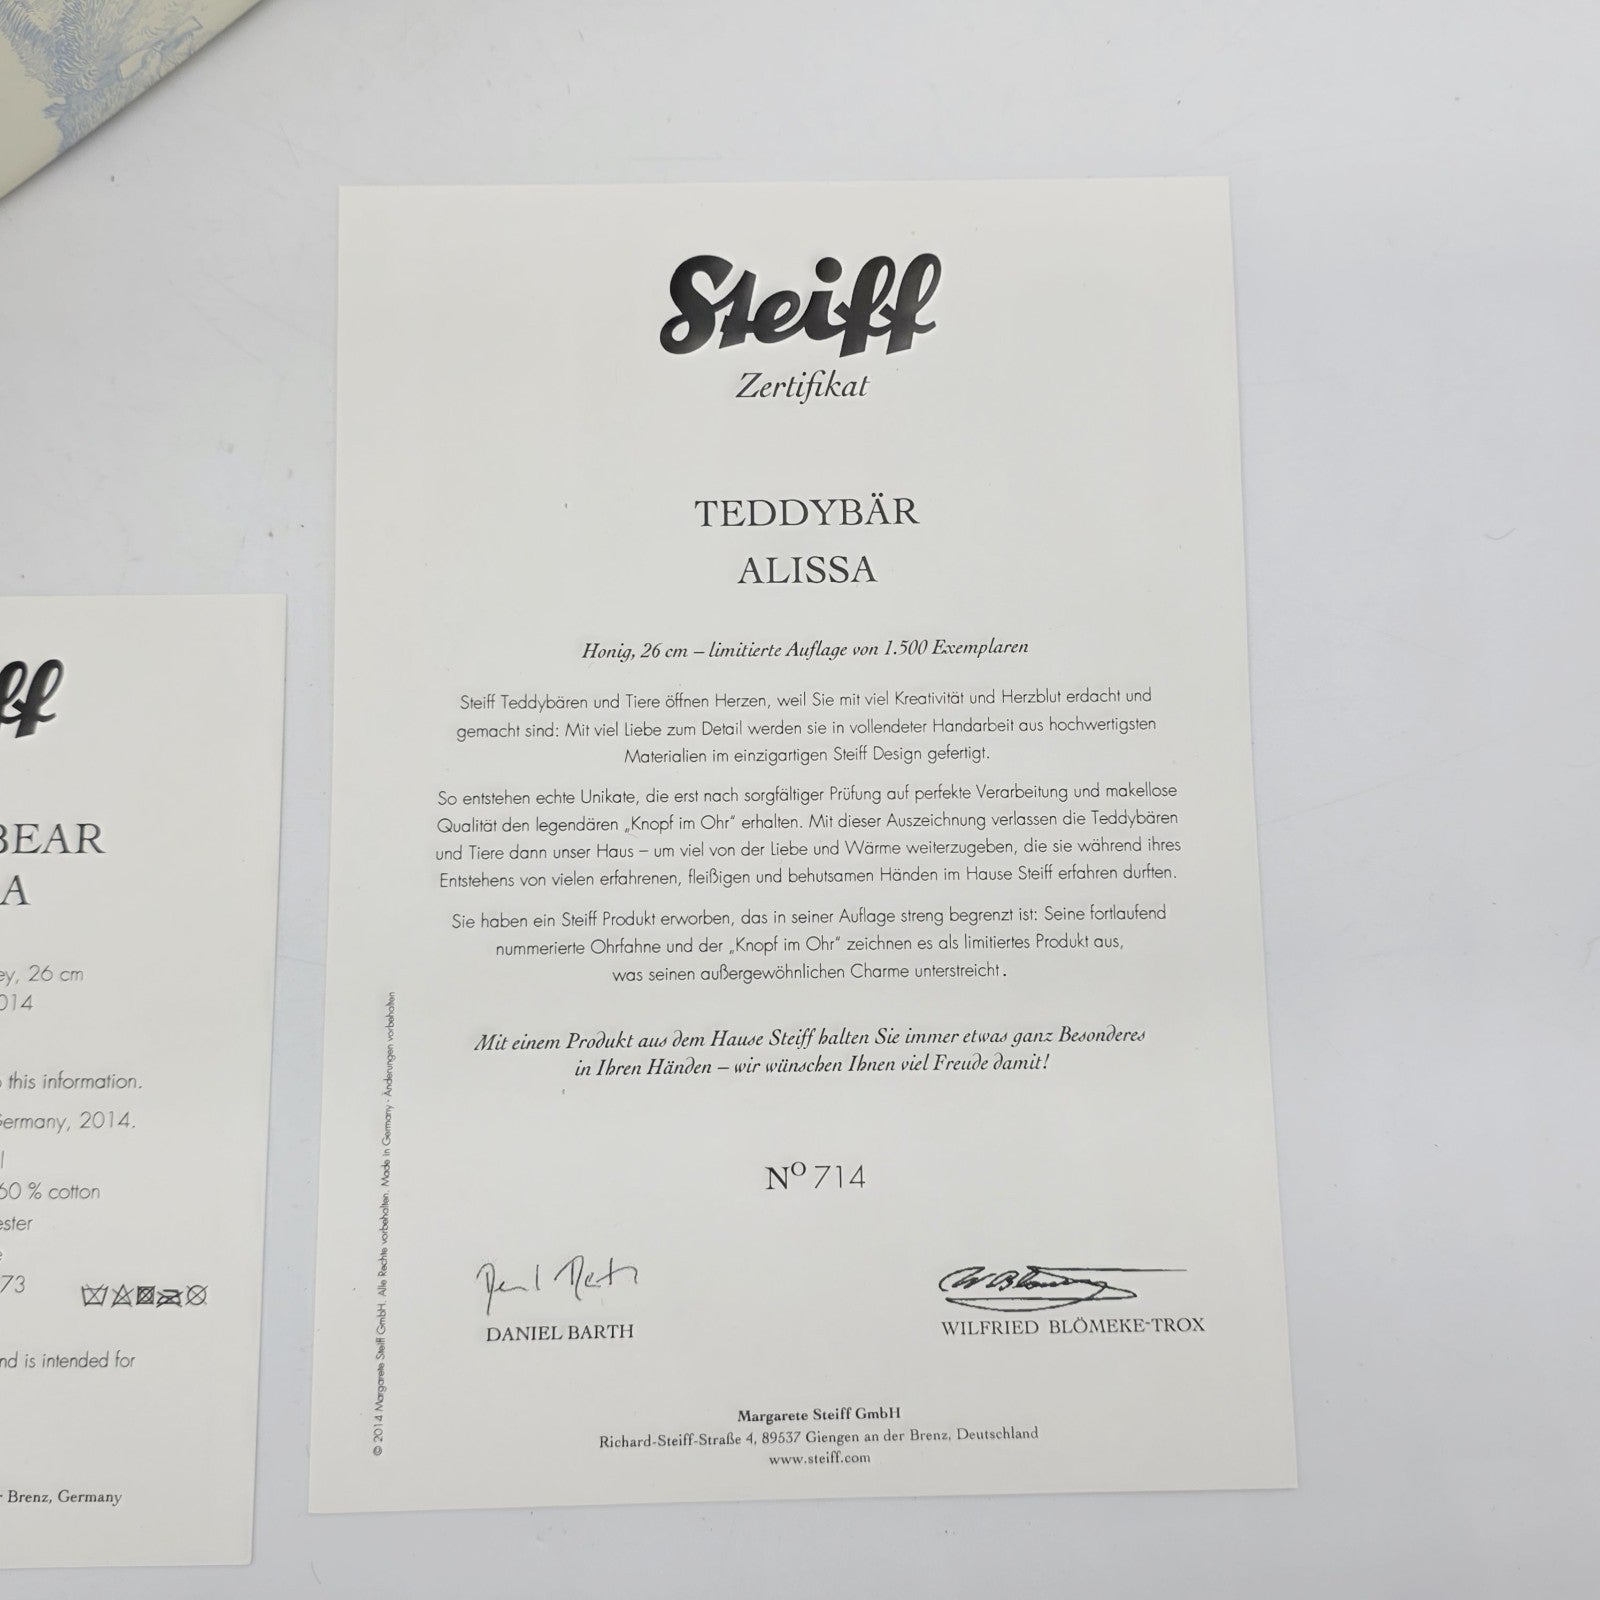 Steiff
Zertifikat
TEDDYBÄR
ALISSA
Honig, 26 cm – limitierte Auflage von 1.500 Exemplaren
Steiff Teddybären und Tiere öffnen Herzen, weil Sie mit viel Kreativität und Herzblut erdacht und
gemacht sind: Mit viel Liebe zum Detail werden sie in vollendeter Handarbeit aus hochwertigsten
Materialien im einzigartigen Steiff Design gefertigt.
So entstehen echte Unikate, die erst nach sorgfältiger Prüfung auf perfekte Verarbeitung und makellose
Qualität den legendären „Knopf im Ohr“ erhalten. Mit dieser Auszeichnung verlassen die Teddybären
und Tiere dann unser Haus – um viel von der Liebe und Wärme weiterzugeben, die sie während ihres
Entstehens von vielen erfahrenen, fleißigen und behutsamen Händen im Hause Steiff erfahren durften.
Sie haben ein Steiff Produkt erworben, das in seiner Auflage streng begrenzt ist: Seine fortlaufend
nummerierte Ohrfahne und der „Knopf im Ohr“ zeichnen es als limitiertes Produkt aus,
was seinen außergewöhnlichen Charme unterstreicht.
Mit einem Produkt aus dem Hause Steiff halten Sie immer etwas ganz Besonderes
in Ihren Händen – wir wünschen Ihnen viel Freude damit!
Nº 714
DANIEL BARTH
WILFRIED BLÖMEKE-TROX
Margarete Steiff GmbH
Richard-Steiff-Straße 4, 89537 Giengen an der Brenz, Deutschland
www.steiff.com
© 2014 Margarete Steiff GmbH. Alle Rechte vorbehalten. Made in Germany - Änderungen vorbehalten
BEAR
A
26 cm
014
this information.
Germany, 2014.
60 % cotton
73
is intended for
Brenz, Germany